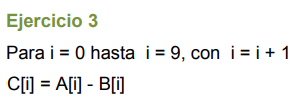 Ejercicio 3
Para i = 0 hasta i = 9, con i = i + 1
C[i] = A[i] - B[i]